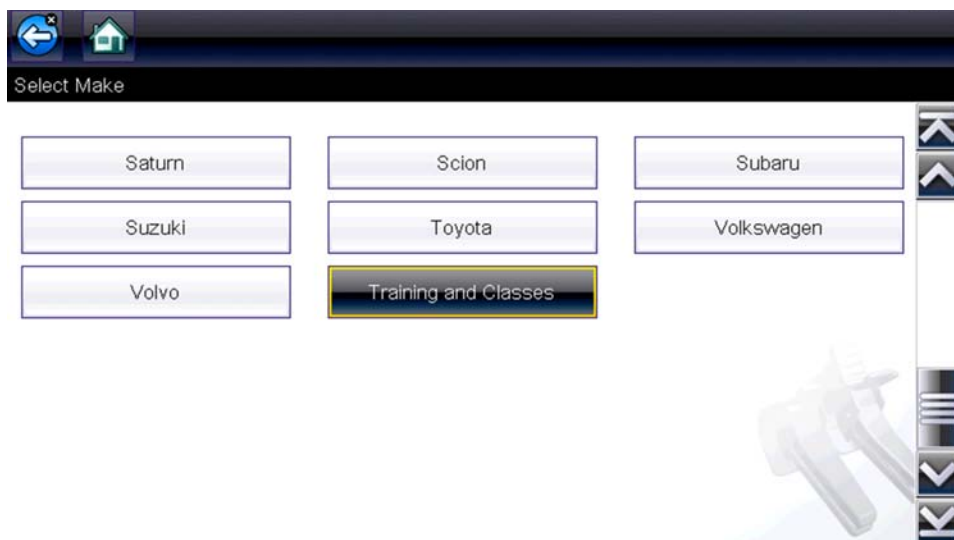 Select Make
Saturn
Scion
Subaru
Suzuki
Toyota
Volkswagen
Volvo
Training and Classes